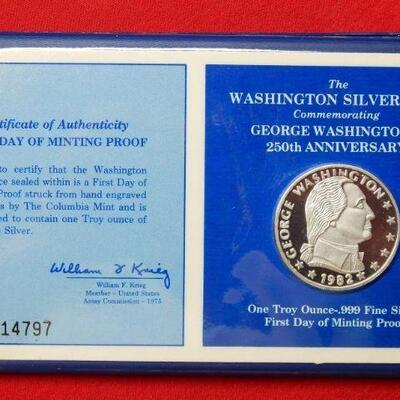 rtificate of Authenticity
DAY OF MINTING PROOF
to certify that the Washington
ce sealed within is a First Day of
Proof struck from hand engraved
s by The Columbia Mint and is
ed to contain one Troy ounce of
e Silver.
William F Krieg
William F. Krieg
Member - United States
Assay Commission - 1975
14797
The
WASHINGTON SILVER
Commemorating
GEORGE WASHINGTON
250th ANNIVERSARY
GEORGE WASHINGTON
1982
One Troy Ounce-.999 Fine Sil
First Day of Minting Proo